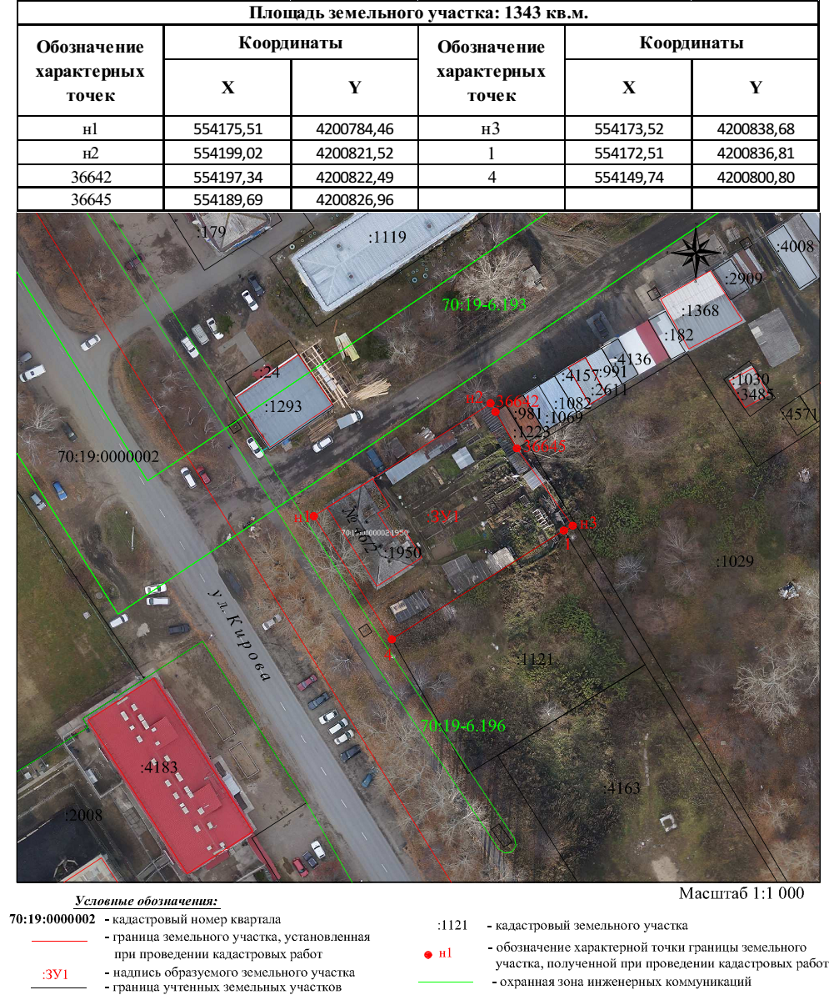 Площадь земельного участка: 1343 кв.м.
Обозначение характерных точек Координаты Обозначение характерных точек Координаты
X Y X Y
н1 554175,51 4200784,46 н3 554173,52 4200838,68
н2 554199,02 4200821,52 1 554172,51 4200836,81
36642 554197,34 4200822,49 4 554149,74 4200800,80
36645 554189,69 4200826,96
:179
:1119
:4008
:2909
70:19-6.193
:1368
:182
:4136
:24
:991
:4157
:2611
:1030
:3485
:1293
н2 36642
:1082
:981
:1069
:4571
:1223
36645
70:19:0000002
н1
:ЗУ1
н3
1
70:19:0000002:1950
:1950
:1029
ул. Кирова
4
:1121
70:19-6.196
:4183
:4163
:2008
Масштаб 1:1 000
Условные обозначения:
70:19:0000002 - кадастровый номер квартала
- граница земельного участка, установленная
при проведении кадастровых работ
:ЗУ1 - надпись образуемого земельного участка
- граница учтенных земельных участков
:1121 - кадастровый земельного участка
н1 - обозначение характерной точки границы земельного
участка, полученной при проведении кадастровых работ
- охранная зона инженерных коммуникаций